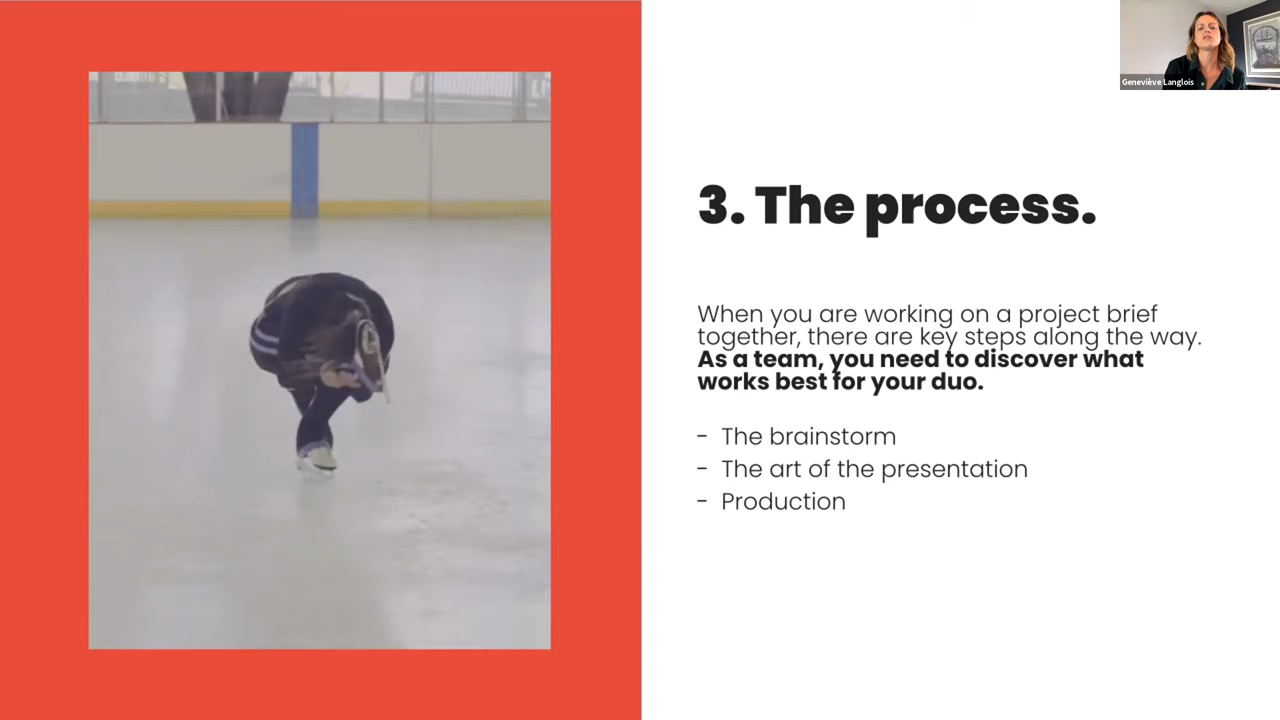 Geneviève Langlois
3. The process.
When you are working on a project brief
together, there are key steps along the way.
As a team, you need to discover what
works best for your duo.
- The brainstorm
- The art of the presentation
- Production